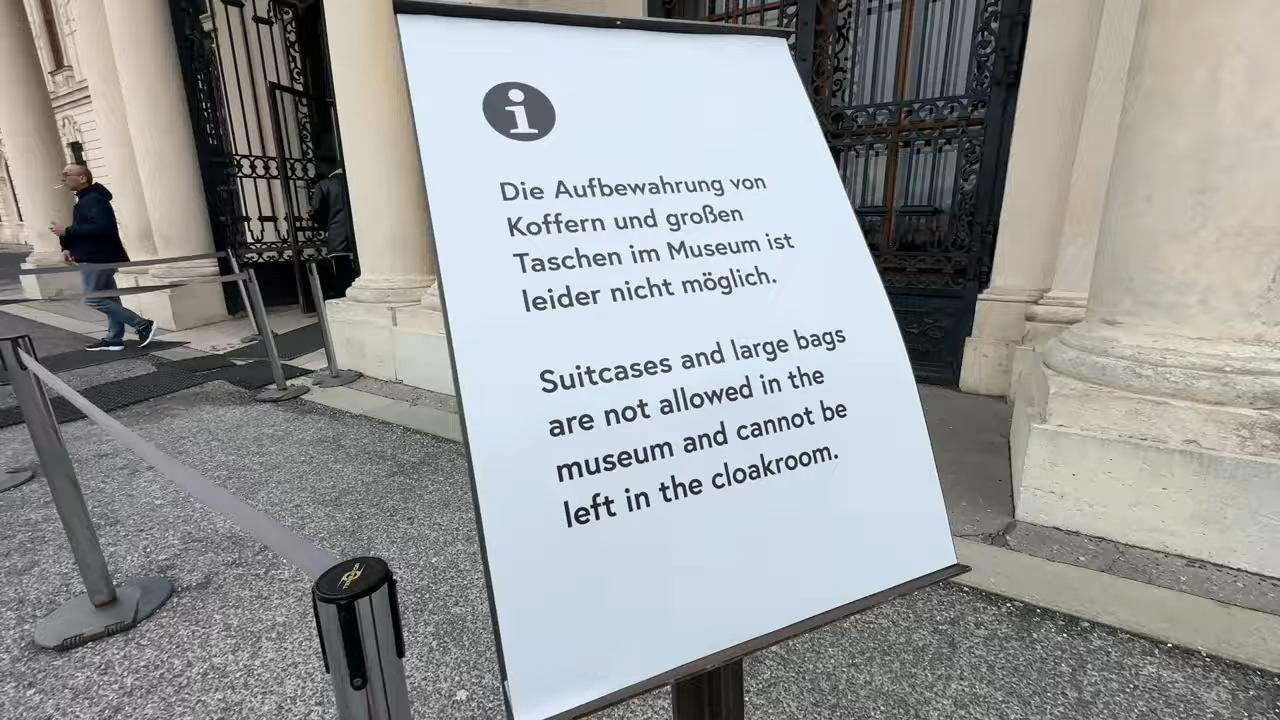 i
Die Aufbewahrung von
Koffern und großen
Taschen im Museum ist
leider nicht möglich.
Suitcases and large bags
are not allowed in the
museum and cannot be
left in the cloakroom.